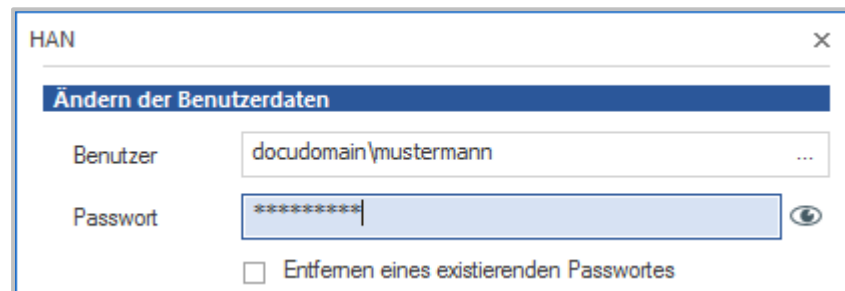 HAN
Ändern der Benutzerdaten
Benutzer docudomain\mustermann ...
Passwort *********
Entfernen eines existierenden Passwortes